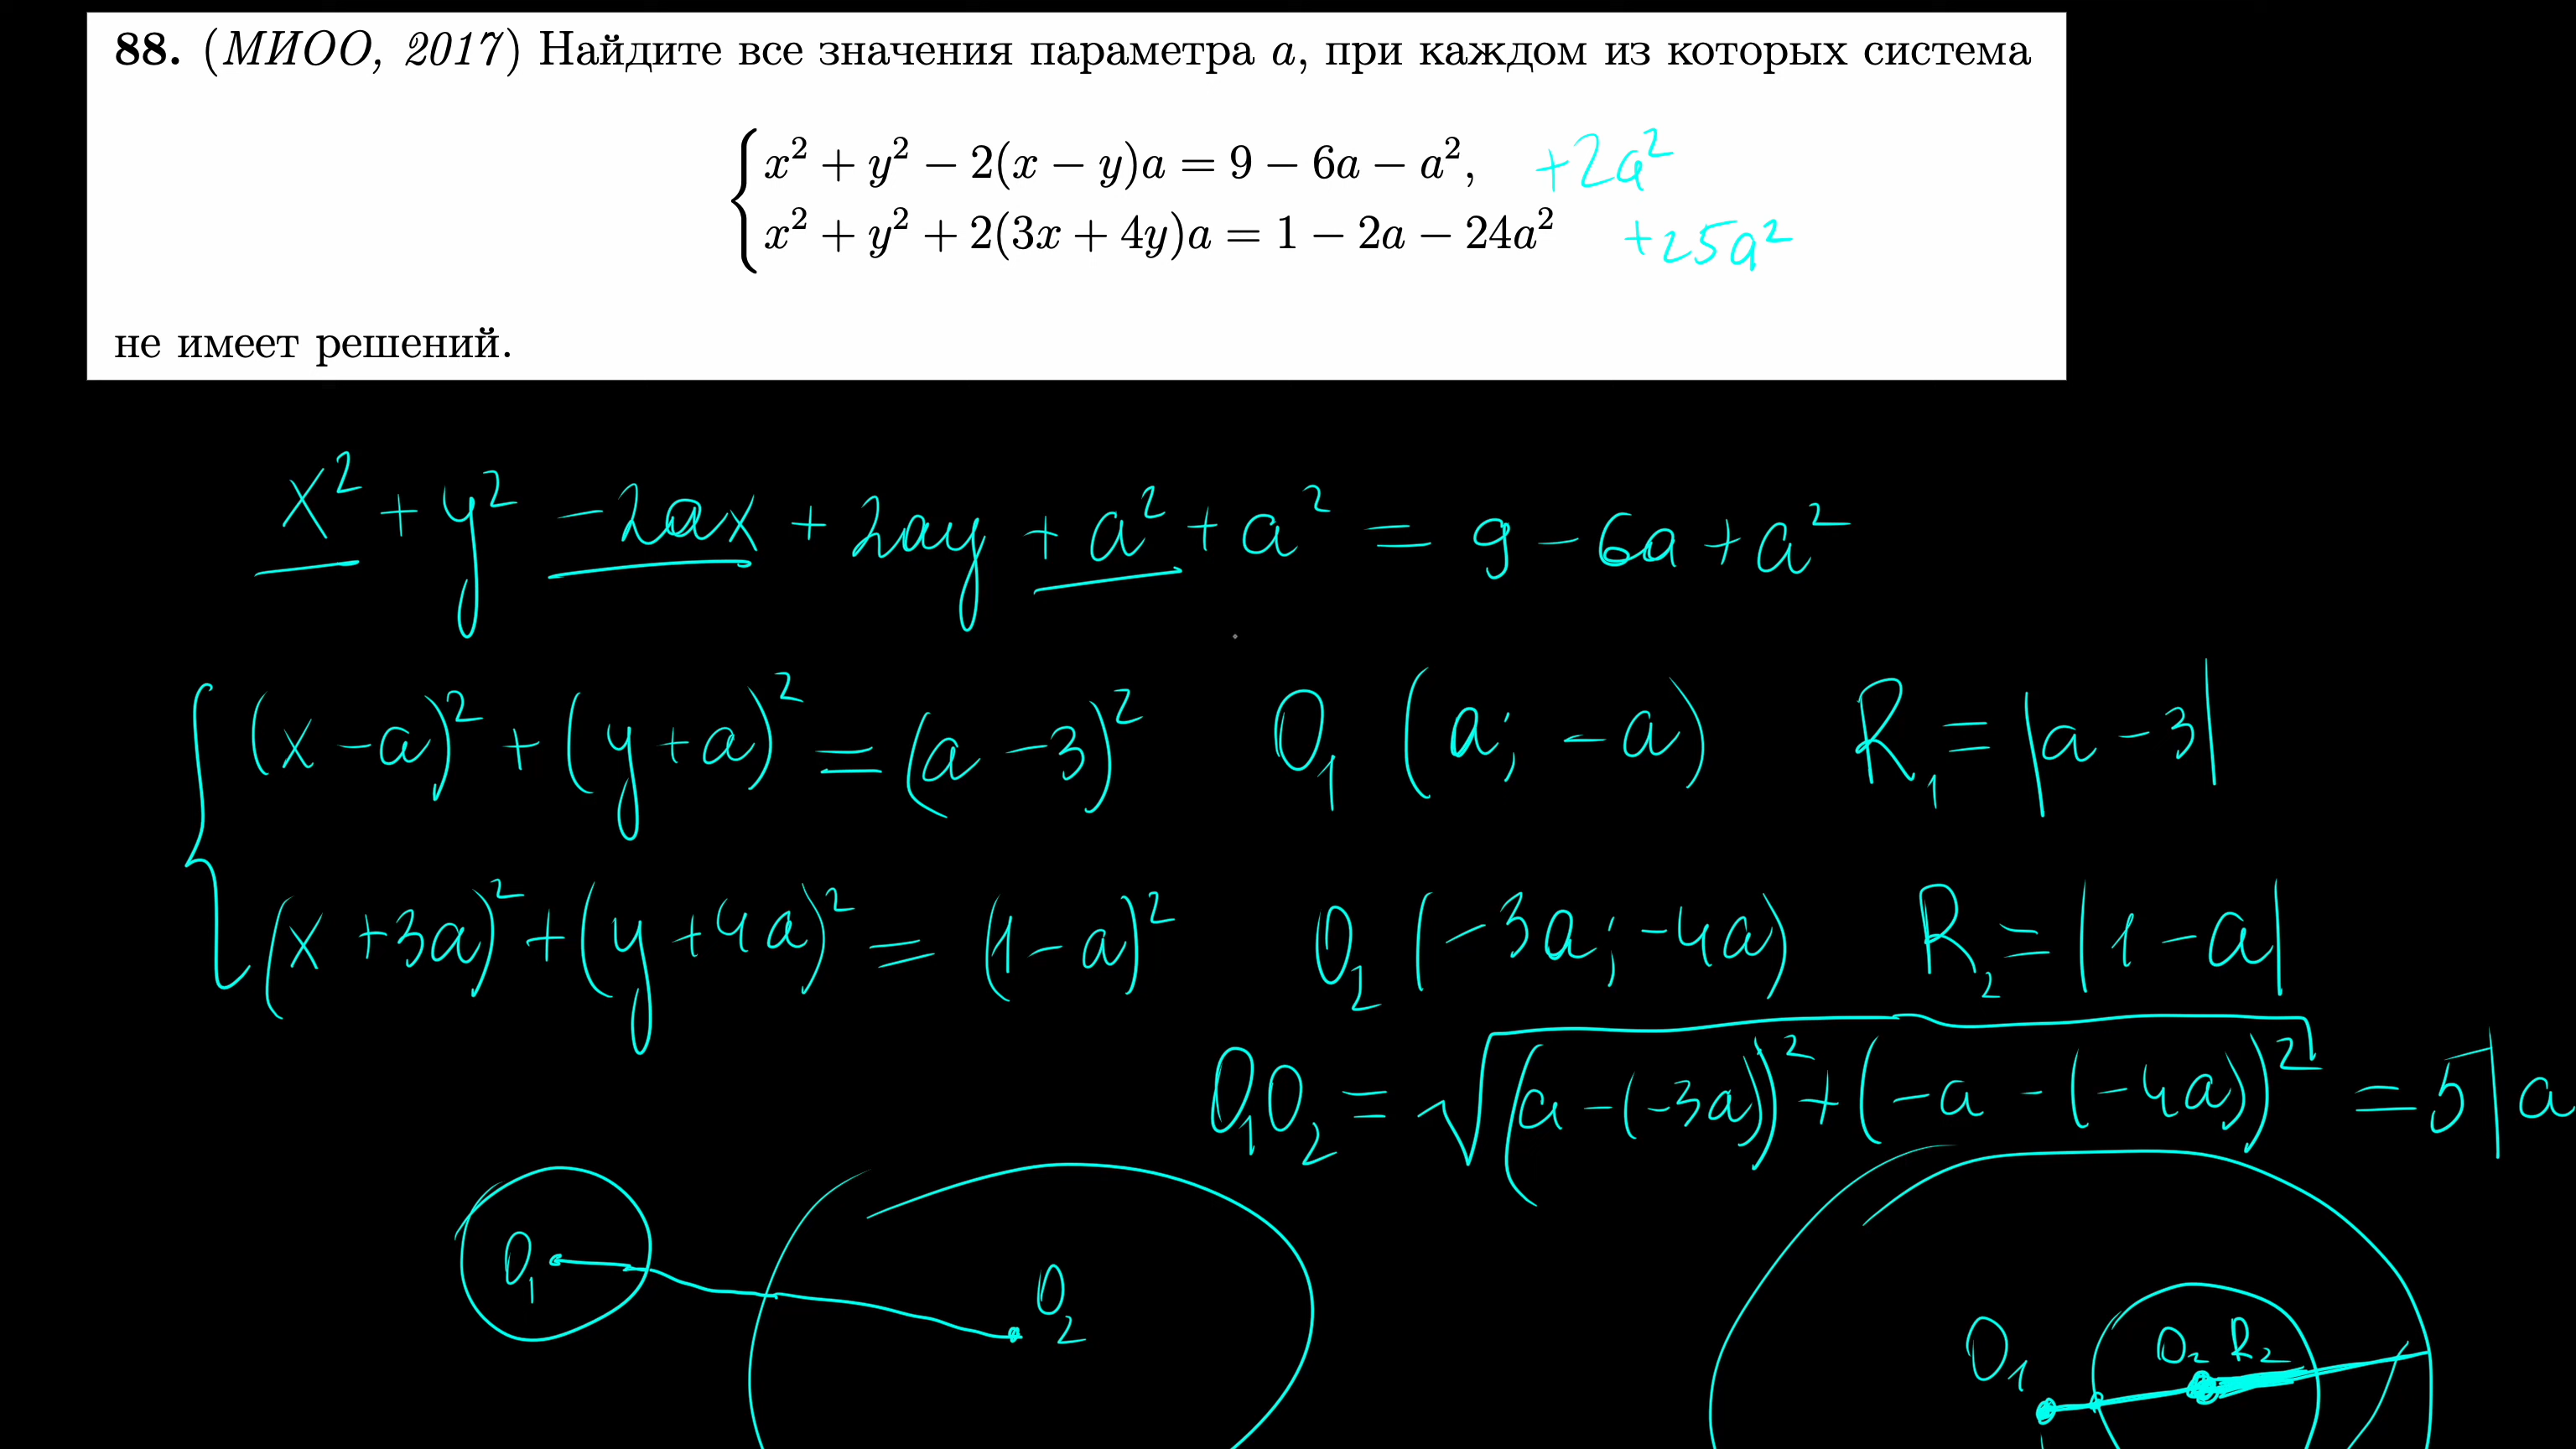 88. (МИОО, 2017) Найдите все значения параметра a, при каждом из которых система
x² + y² − 2(x − y)a = 9 − 6a − a², +2a²
x² + y² + 2(3x + 4y)a = 1 − 2a − 24a² +25a²
не имеет решений.
x² + y² − 2ax + 2ay + a² + a² = 9 − 6a + a²
(x − a)² + (y + a)² = (a − 3)² O₁ (a; −a) R₁ = |a − 3|
(x + 3a)² + (y + 4a)² = (1 − a)² O₂ (−3a; −4a) R₂ = |1 − a|
O₁O₂ = √((a − (−3a))² + (−a − (−4a))²) = 5|a
O₁
O₂
O₁
O₂ R₂